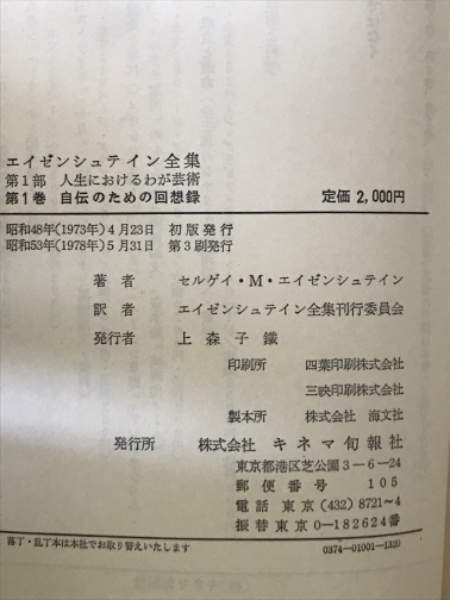 エイゼンシュテイン全集
第1部 人生におけるわが芸術
第1巻 自伝のための回想録 定価 2,000円
昭和48年(1973年)4月23日 初版発行
昭和53年(1978年)5月31日 第3刷発行
著者 セルゲイ・M・エイゼンシュテイン
訳者 エイゼンシュテイン全集刊行委員会
発行者 上森子鐵
印刷所 四葉印刷株式会社
三映印刷株式会社
製本所 株式会社 海文社
発行所 株式会社 キネマ旬報社
東京都港区芝公園3-6-24
郵便番号 105
電話 東京(432)8721~4
振替東京0-182624番
落丁・乱丁本は本社でお取り替えいたします 0374-01001-1320